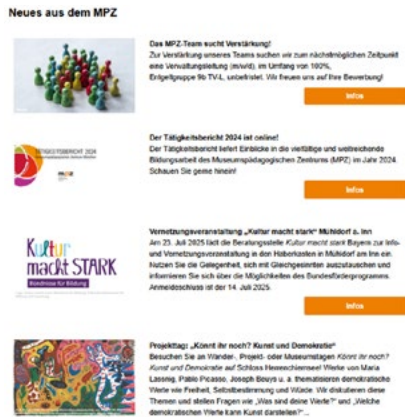 Neues aus dem MPZ
Das MPZ-Team sucht Verstärkung!
Zur Verstärkung unseres Teams suchen wir zum nächstmöglichen Zeitpunkt
eine Verwaltungsleitung (m/w/d), im Umfang von 100%,
Entgeltgruppe 9b TV-L, unbefristet. Wir freuen uns auf Ihre Bewerbung!
Infos
TÄTIGKEITSBERICHT 2024
Der Tätigkeitsbericht 2024 ist online!
Der Tätigkeitsbericht liefert Einblicke in die vielfältige und weitreichende
Bildungsarbeit des Museumspädagogischen Zentrums (MPZ) im Jahr 2024.
Schauen Sie gerne hinein!
Infos
Kultur
macht STARK
Bündnisse für Bildung
Vernetzungsveranstaltung „Kultur macht stark“ Mühldorf a. Inn
Am 23. Juli 2025 lädt die Beratungsstelle Kultur macht stark Bayern zur Info-
und Vernetzungsveranstaltung in den Haberkasten in Mühldorf am Inn ein.
Nutzen Sie die Gelegenheit, sich mit Gleichgesinnten auszutauschen und
informieren Sie sich über die Möglichkeiten des Bundesförderprogramms.
Anmeldeschluss ist der 14. Juli 2025.
Infos
Projekttag: „Könnt ihr noch? Kunst und Demokratie“
Besuchen Sie an Wander-, Projekt- oder Museumstagen Könnt ihr noch?
Kunst und Demokratie auf Schloss Herrenchiemsee! Werke von Maria
Lassnig, Pablo Picasso, Joseph Beuys u. a. thematisieren demokratische
Werte wie Freiheit, Selbstbestimmung und Würde. Wir diskutieren diese
Themen und stellen Fragen wie „Was sind deine Werte?“ und „Welche
demokratischen Werte kann Kunst darstellen?“...